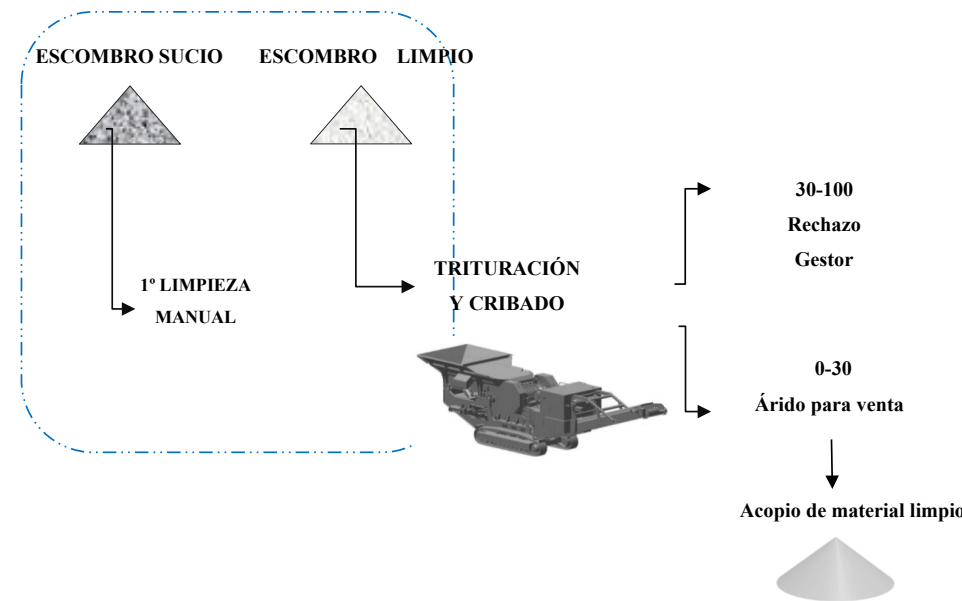 ESCOMBRO SUCIO
ESCOMBRO LIMPIO
1º LIMPIEZA
MANUAL
TRITURACIÓN
Y CRIBADO
30-100
Rechazo
Gestor
0-30
Árido para venta
Acopio de material limpio